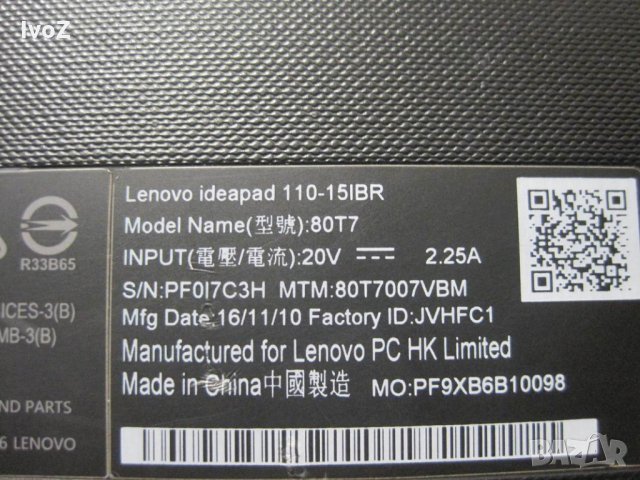 IvoZ
Lenovo ideapad 110-15IBR
Model Name(型號):80T7
INPUT(電壓/電流):20V ⎓ 2.25A
S/N:PF0I7C3H MTM:80T7007VBM
Mfg Date:16/11/10 Factory ID:JVHFC1
Manufactured for Lenovo PC HK Limited
Made in China中國製造 MO:PF9XB6B10098
R33B65
ICES-3(B)
MB-3(B)
ND PARTS
6 LENOVO
BAZAR